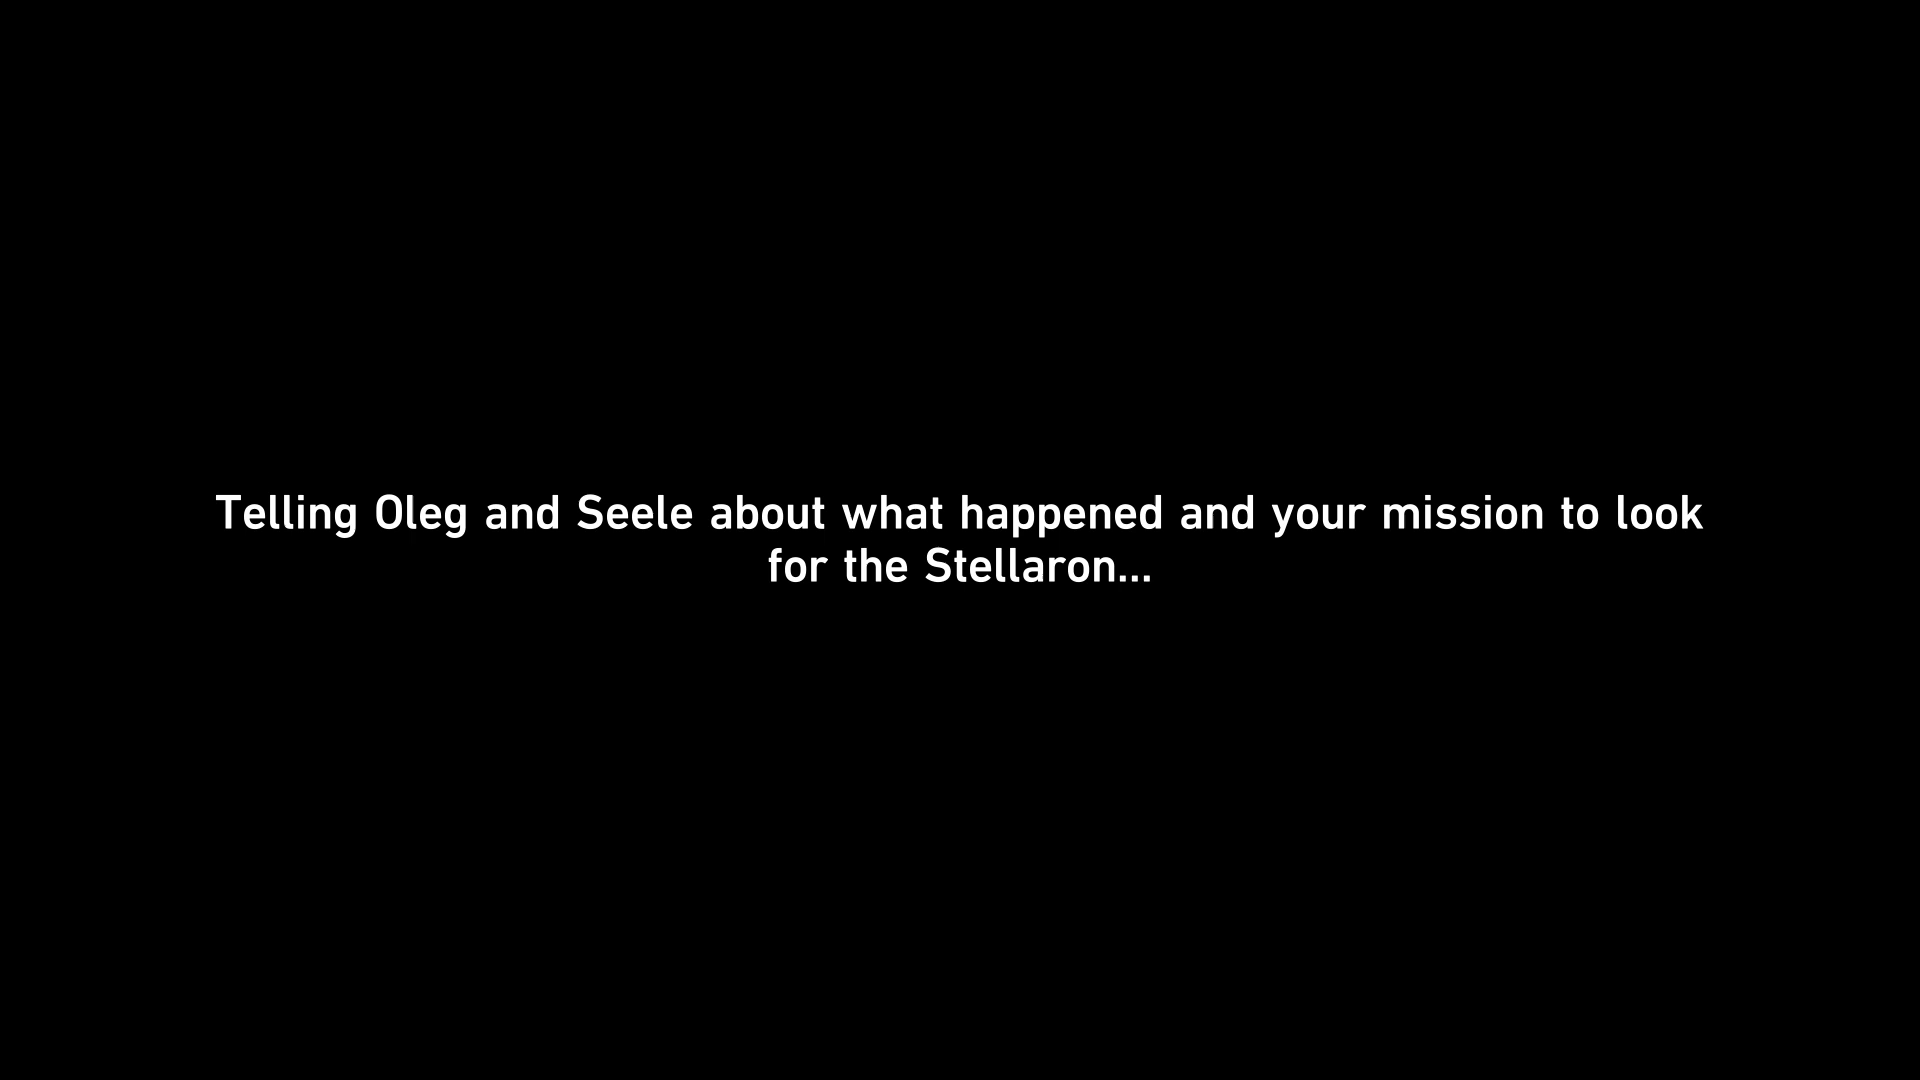 Telling Oleg and Seele about what happened and your mission to look
for the Stellaron...